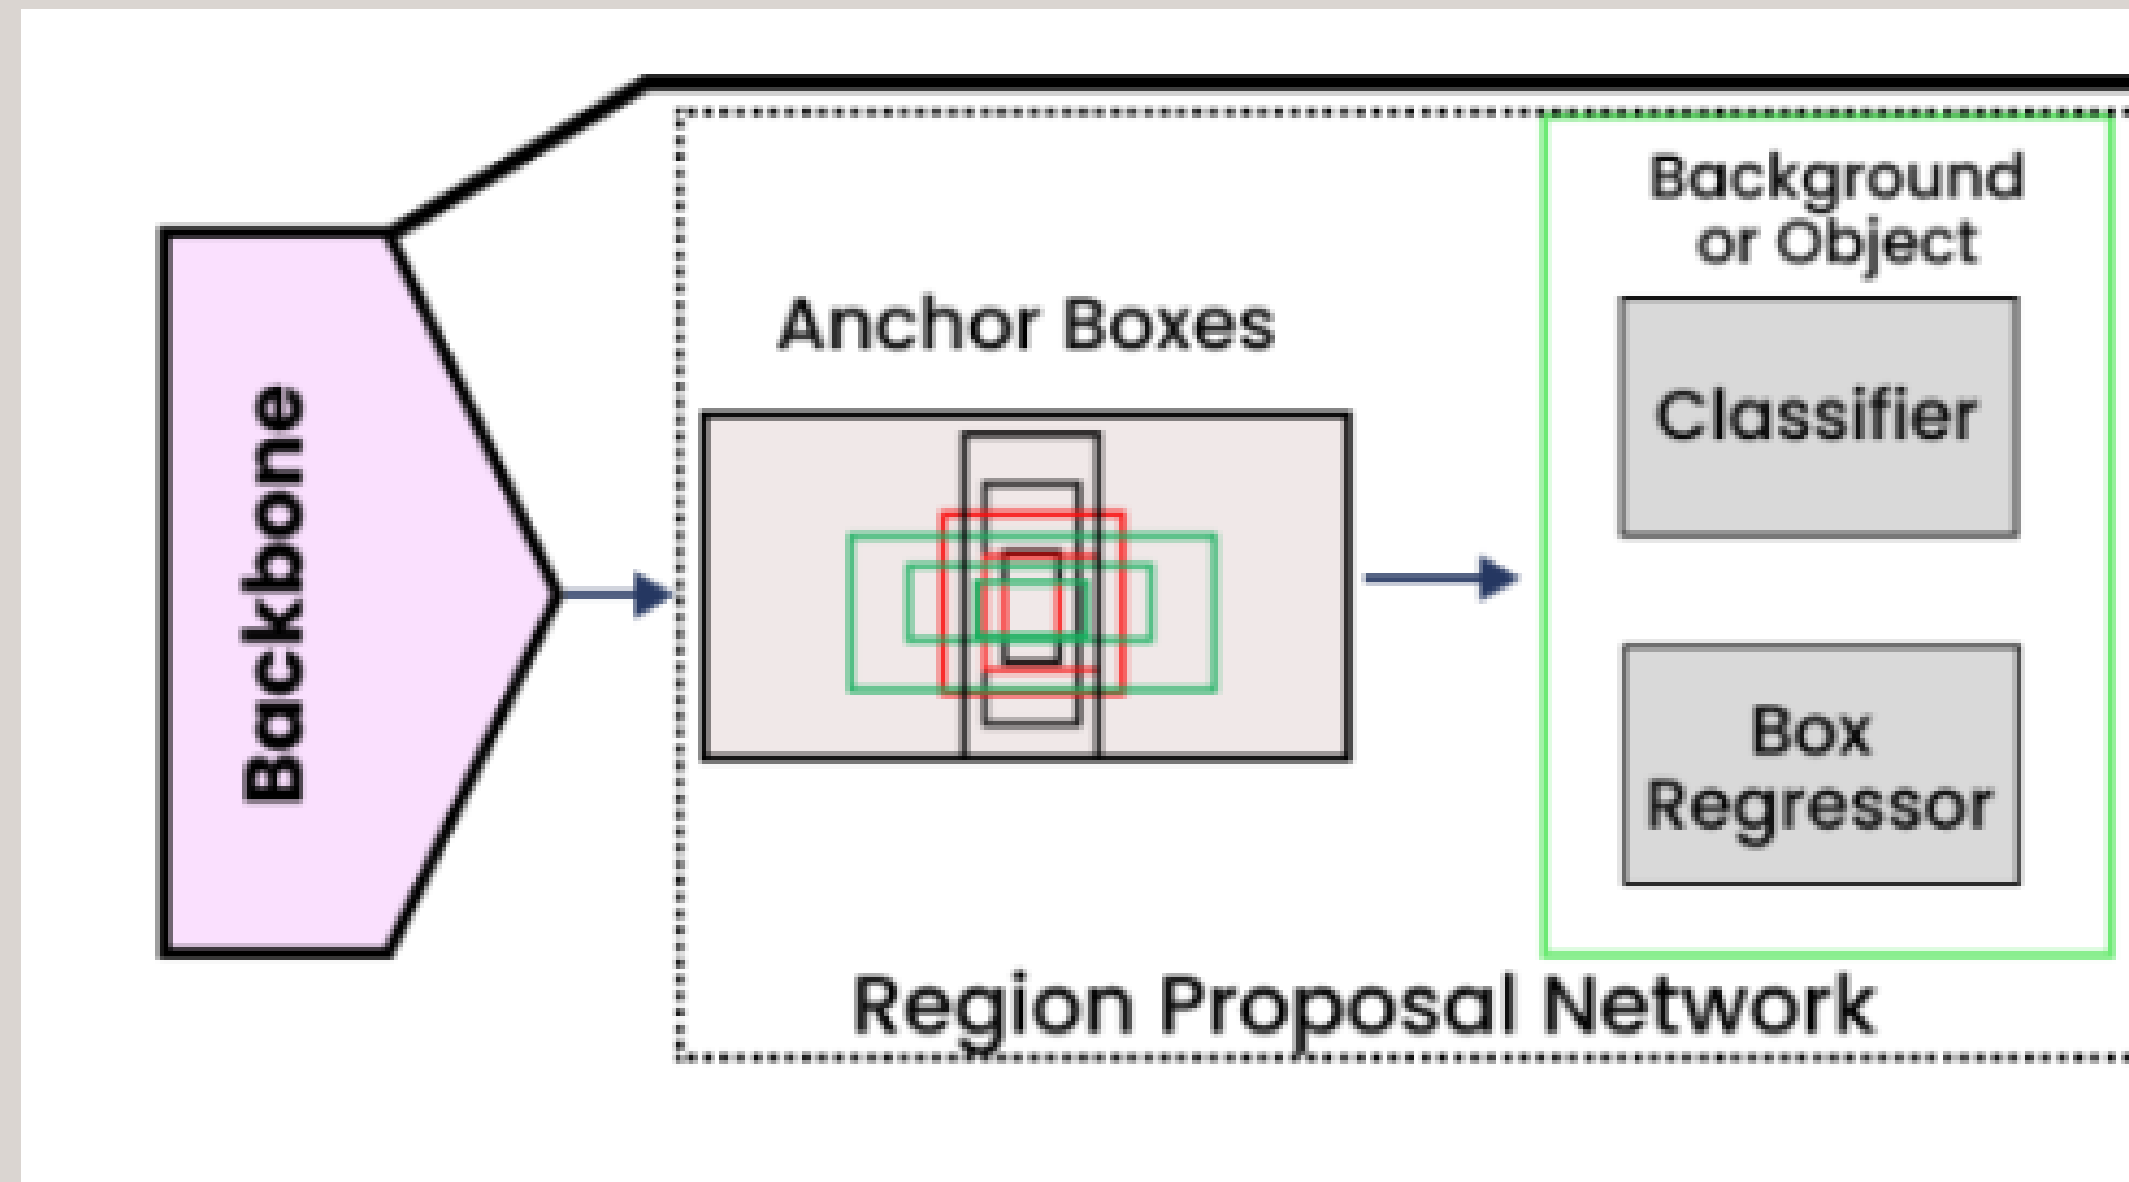 Backbone
Anchor Boxes
Background
or Object
Classifier
Box
Regressor
Region Proposal Network